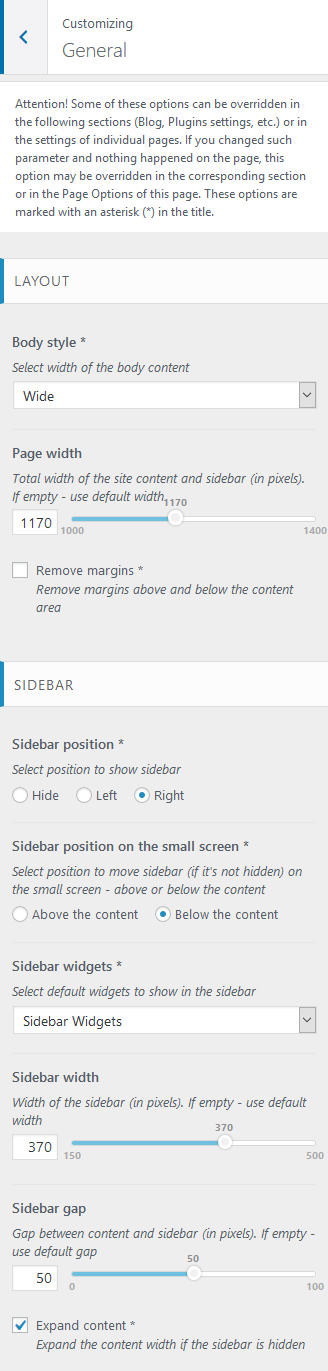 Customizing
General
Attention! Some of these options can be overridden in
the following sections (Blog, Plugins settings, etc.) or in
the settings of individual pages. If you changed such
parameter and nothing happened on the page, this
option may be overridden in the corresponding section
or in the Page Options of this page. These options are
marked with an asterisk (*) in the title.
LAYOUT
Body style *
Select width of the body content
Wide
Page width
Total width of the site content and sidebar (in pixels).
If empty - use default width.
1170
1170
1000
1400
Remove margins *
Remove margins above and below the content
area
SIDEBAR
Sidebar position *
Select position to show sidebar
Hide Left Right
Sidebar position on the small screen *
Select position to move sidebar (if it's not hidden) on
the small screen - above or below the content
Above the content Below the content
Sidebar widgets *
Select default widgets to show in the sidebar
Sidebar Widgets
Sidebar width
Width of the sidebar (in pixels). If empty - use default
width
370
370
150
500
Sidebar gap
Gap between content and sidebar (in pixels). If empty -
use default gap
50
50
0
100
Expand content *
Expand the content width if the sidebar is hidden